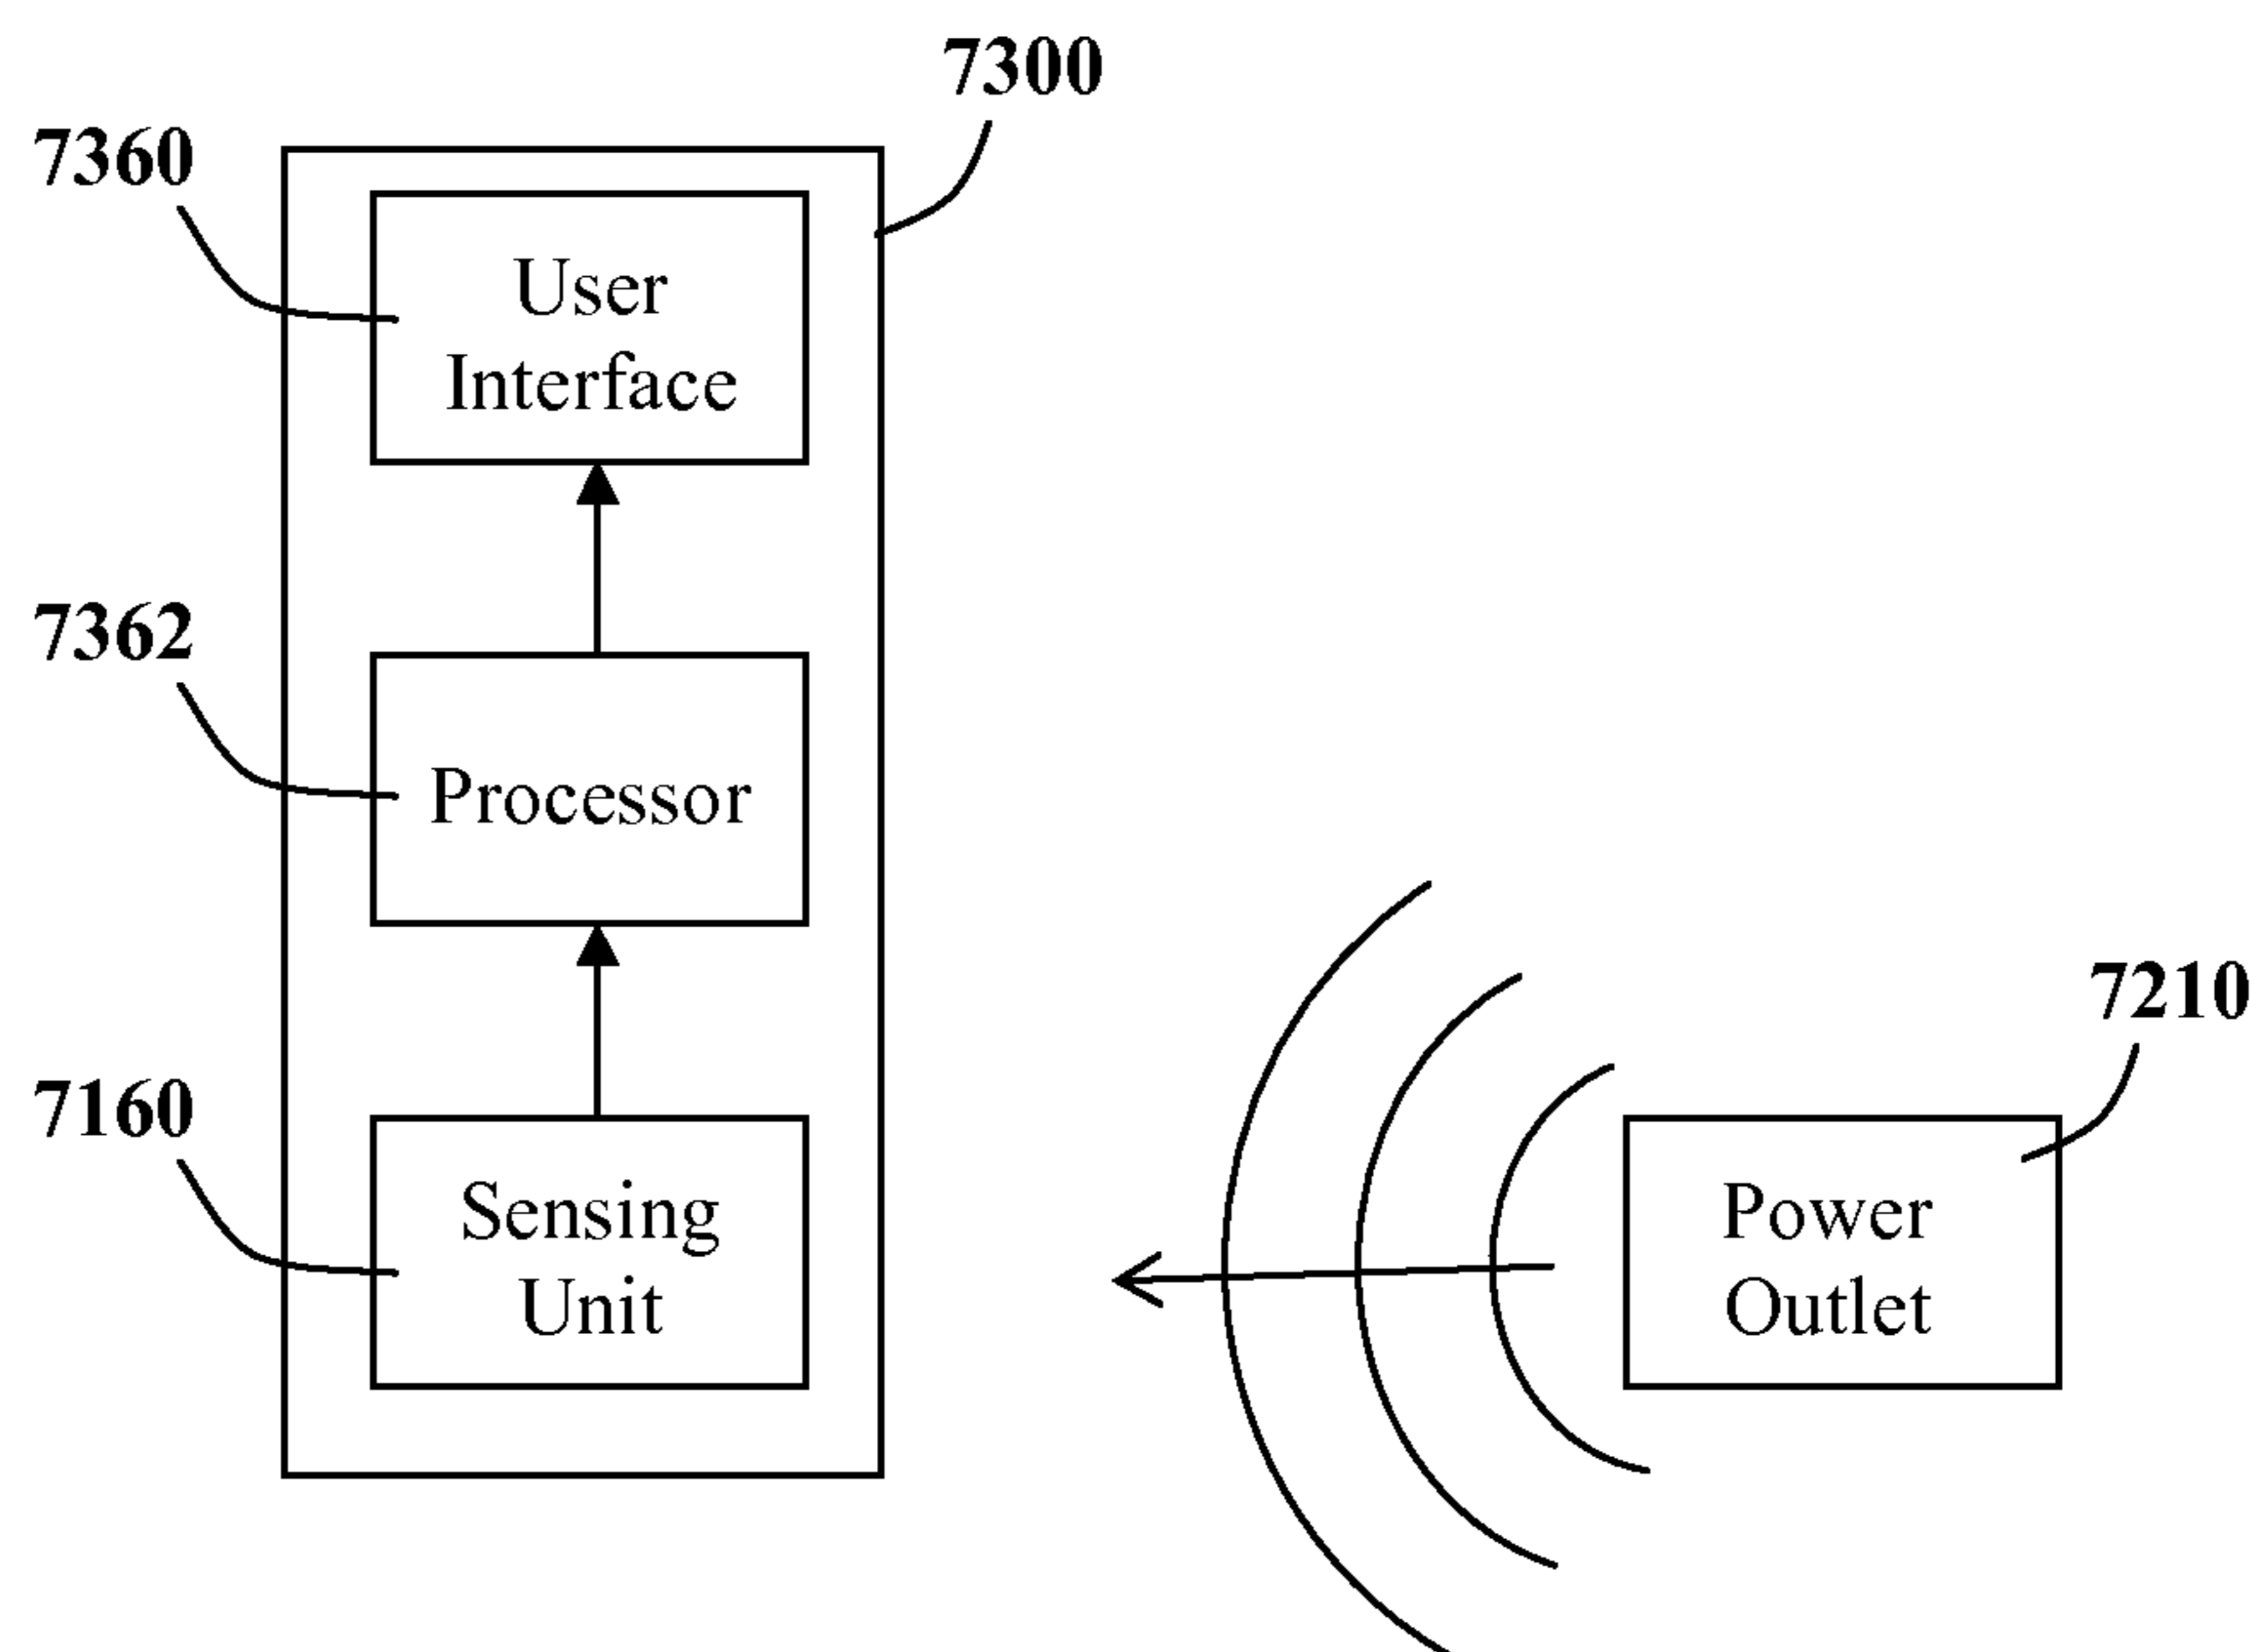 7300
7360
User
Interface
7362
Processor
7210
7160
Sensing
Unit
Power
Outlet